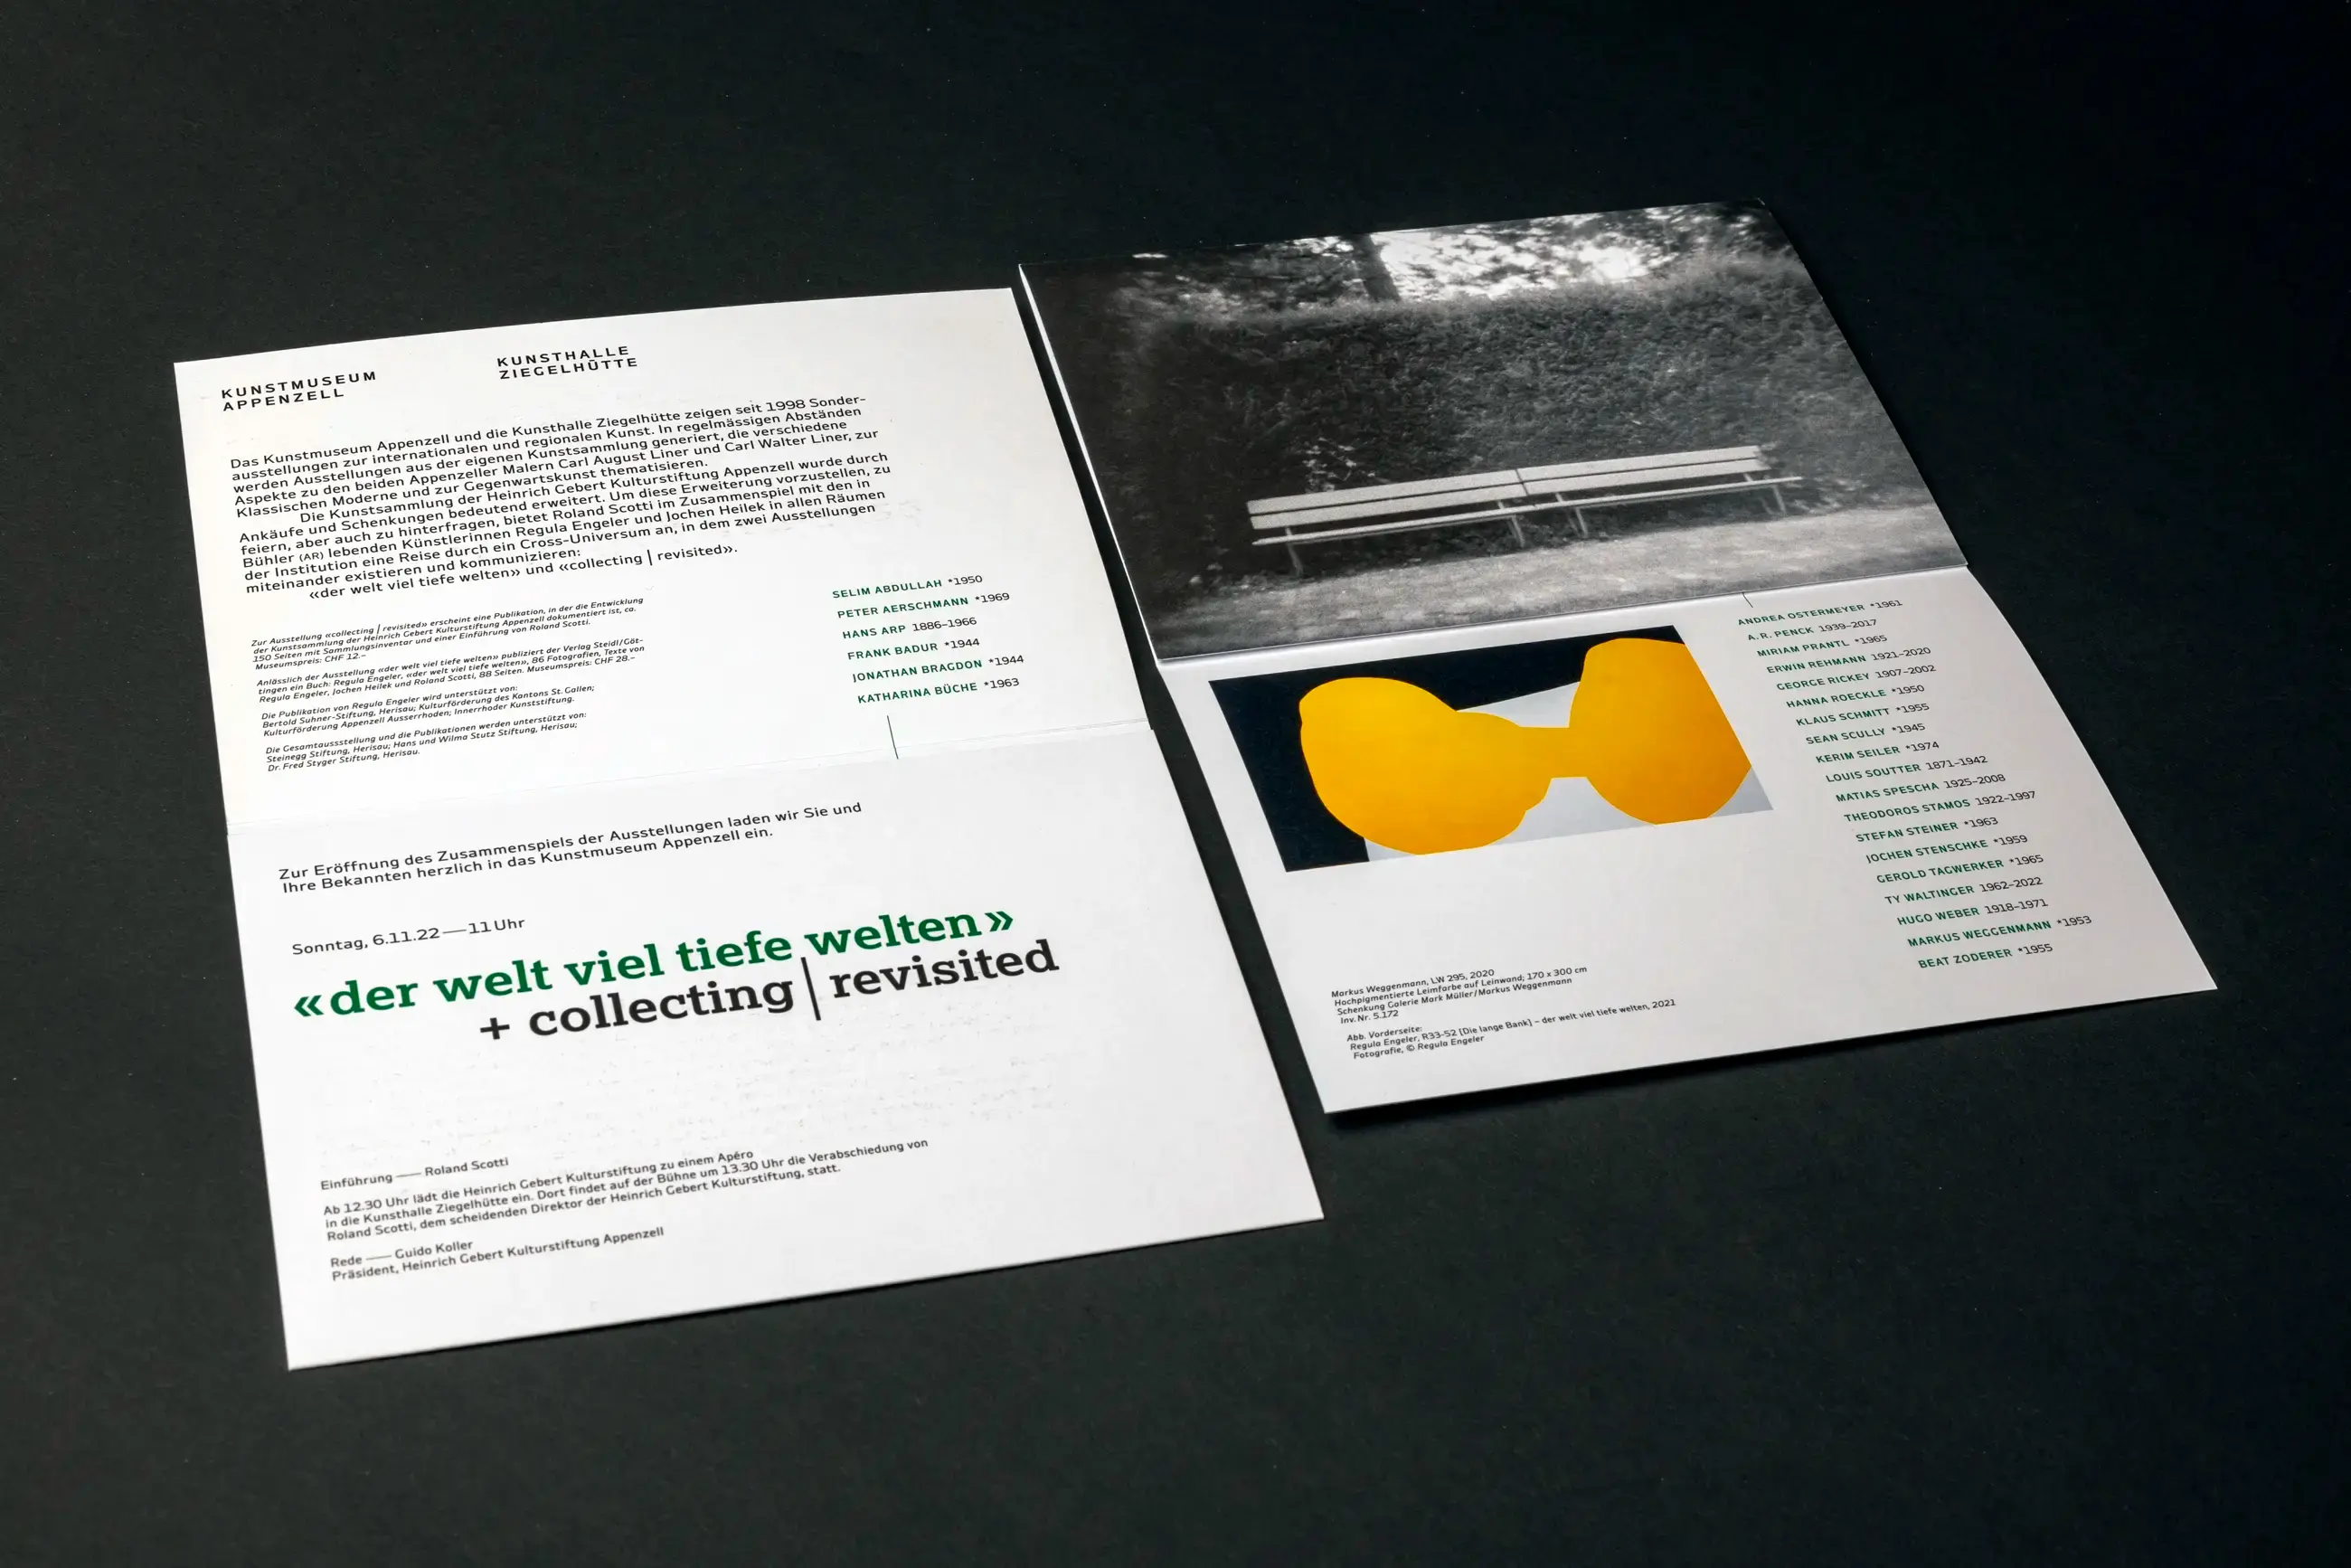 KUNSTMUSEUM
APPENZELL
KUNSTHALLE
ZIEGELHÜTTE
Das Kunstmuseum Appenzell und die Kunsthalle Ziegelhütte zeigen seit 1998 Sonder-
ausstellungen zur internationalen und regionalen Kunst. In regelmässigen Abständen
werden Ausstellungen aus der eigenen Kunstsammlung generiert, die verschiedene
Aspekte zu den beiden Appenzeller Malern Carl August Liner und Carl Walter Liner, zur
Klassischen Moderne und zur Gegenwartskunst thematisieren.
Die Kunstsammlung der Heinrich Gebert Kulturstiftung Appenzell wurde durch
Ankäufe und Schenkungen bedeutend erweitert. Um diese Erweiterung vorzustellen, zu
feiern, aber auch zu hinterfragen, bietet Roland Scotti im Zusammenspiel mit den in
Bühler (AR) lebenden Künstlerinnen Regula Engeler und Jochen Heilek in allen Räumen
der Institution eine Reise durch ein Cross-Universum an, in dem zwei Ausstellungen
miteinander existieren und kommunizieren:
«der welt viel tiefe welten» und «collecting | revisited».
Zur Ausstellung «collecting | revisited» erscheint eine Publikation, in der die Entwicklung
der Kunstsammlung der Heinrich Gebert Kulturstiftung Appenzell dokumentiert ist, ca.
150 Seiten mit Sammlungsinventar und einer Einführung von Roland Scotti.
Museumspreis: CHF 12.–
Anlässlich der Ausstellung «der welt viel tiefe welten» publiziert der Verlag Steidl/Göt-
tingen ein Buch: Regula Engeler, «der welt viel tiefe welten», 86 Fotografien, Texte von
Regula Engeler, Jochen Heilek und Roland Scotti, 88 Seiten. Museumspreis: CHF 28.–
Die Publikation von Regula Engeler wird unterstützt von:
Bertold Suhner-Stiftung, Herisau; Kulturförderung des Kantons St. Gallen;
Kulturförderung Appenzell Ausserrhoden; Innerrhoder Kunststiftung.
Die Gesamtausstellung und die Publikationen werden unterstützt von:
Steinegg Stiftung, Herisau; Hans und Wilma Stutz Stiftung, Herisau;
Dr. Fred Styger Stiftung, Herisau.
SELIM ABDULLAH *1950
PETER AERSCHMANN *1969
HANS ARP 1886–1966
FRANK BADUR *1944
JONATHAN BRAGDON *1944
KATHARINA BÜCHE *1963
Zur Eröffnung des Zusammenspiels der Ausstellungen laden wir Sie und
Ihre Bekannten herzlich in das Kunstmuseum Appenzell ein.
Sonntag, 6.11.22 — 11 Uhr
«der welt viel tiefe welten»
+ collecting | revisited
Einführung — Roland Scotti
Ab 12.30 Uhr lädt die Heinrich Gebert Kulturstiftung zu einem Apéro
in die Kunsthalle Ziegelhütte ein. Dort findet auf der Bühne um 13.30 Uhr die Verabschiedung von
Roland Scotti, dem scheidenden Direktor der Heinrich Gebert Kulturstiftung, statt.
Rede — Guido Koller
Präsident, Heinrich Gebert Kulturstiftung Appenzell
ANDREA OSTERMEYER *1961
A.R. PENCK 1939–2017
MIRIAM PRANTL *1965
ERWIN REHMANN 1921–2020
GEORGE RICKEY 1907–2002
HANNA ROECKLE *1950
KLAUS SCHMITT *1955
SEAN SCULLY *1945
KERIM SEILER *1974
LOUIS SOUTTER 1871–1942
MATIAS SPESCHA 1925–2008
THEODOROS STAMOS 1922–1997
STEFAN STEINER *1963
JOCHEN STENSCHKE *1959
GEROLD TAGWERKER *1965
TY WALTINGER 1962–2022
HUGO WEBER 1918–1971
MARKUS WEGGENMANN *1953
BEAT ZODERER *1955
Markus Weggenmann, LW 295, 2020
Hochpigmentierte Leimfarbe auf Leinwand; 170 x 300 cm
Schenkung Galerie Mark Müller/Markus Weggenmann
Inv. Nr. 5.172
Abb. Vorderseite:
Regula Engeler, R33-52 [Die lange Bank] – der welt viel tiefe welten, 2021
Fotografie, © Regula Engeler